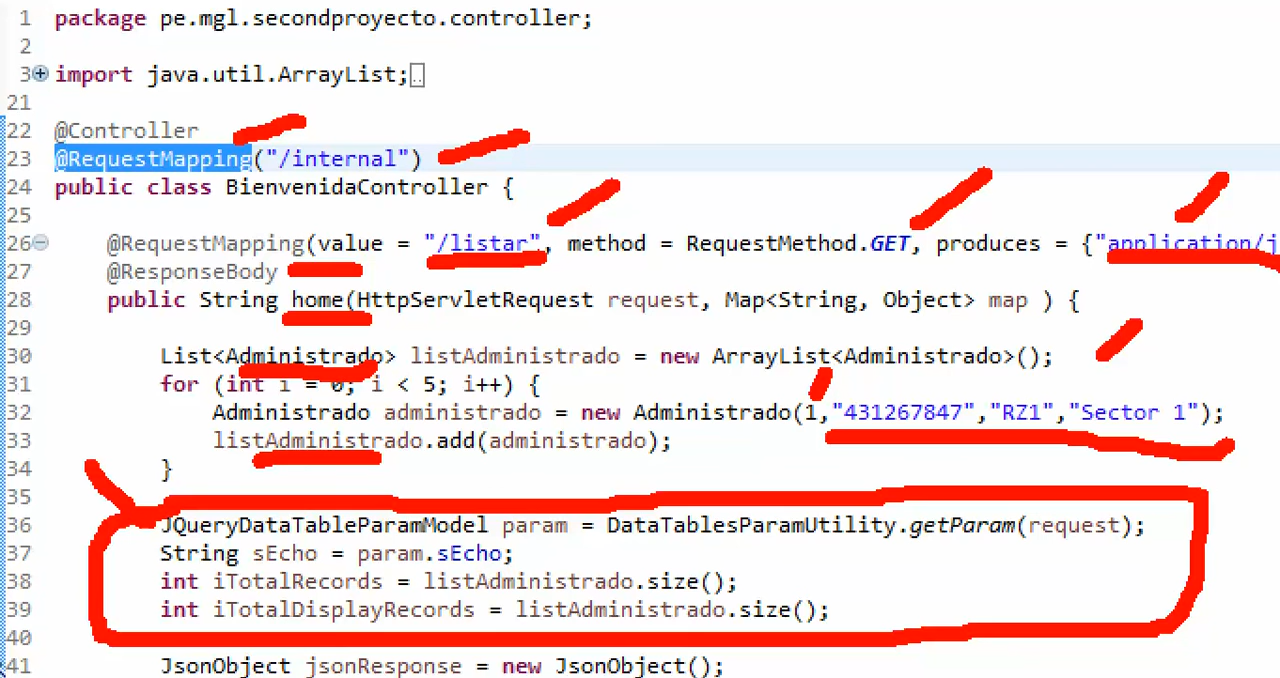 1 package pe.mgl.secondproyecto.controller;
2
3 import java.util.ArrayList;
21
22 @Controller
23 @RequestMapping("/internal")
24 public class BienvenidaController {
25
26 @RequestMapping(value = "/listar", method = RequestMethod.GET, produces = {"application/j
27 @ResponseBody
28 public String home(HttpServletRequest request, Map<String, Object> map ) {
29
30 List<Administrado> listAdministrado = new ArrayList<Administrado>();
31 for (int i = 0; i < 5; i++) {
32 Administrado administrado = new Administrado(1,"431267847","RZ1","Sector 1");
33 listAdministrado.add(administrado);
34 }
35
36 JQueryDataTableParamModel param = DataTablesParamUtility.getParam(request);
37 String sEcho = param.sEcho;
38 int iTotalRecords = listAdministrado.size();
39 int iTotalDisplayRecords = listAdministrado.size();
40
41 JsonObject jsonResponse = new JsonObject();